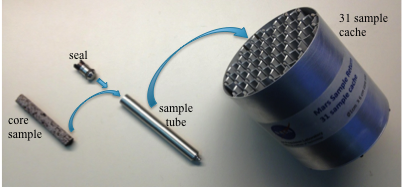 31 sample
cache
seal
core
sample
sample
tube
Mars Sample
31 sample cache